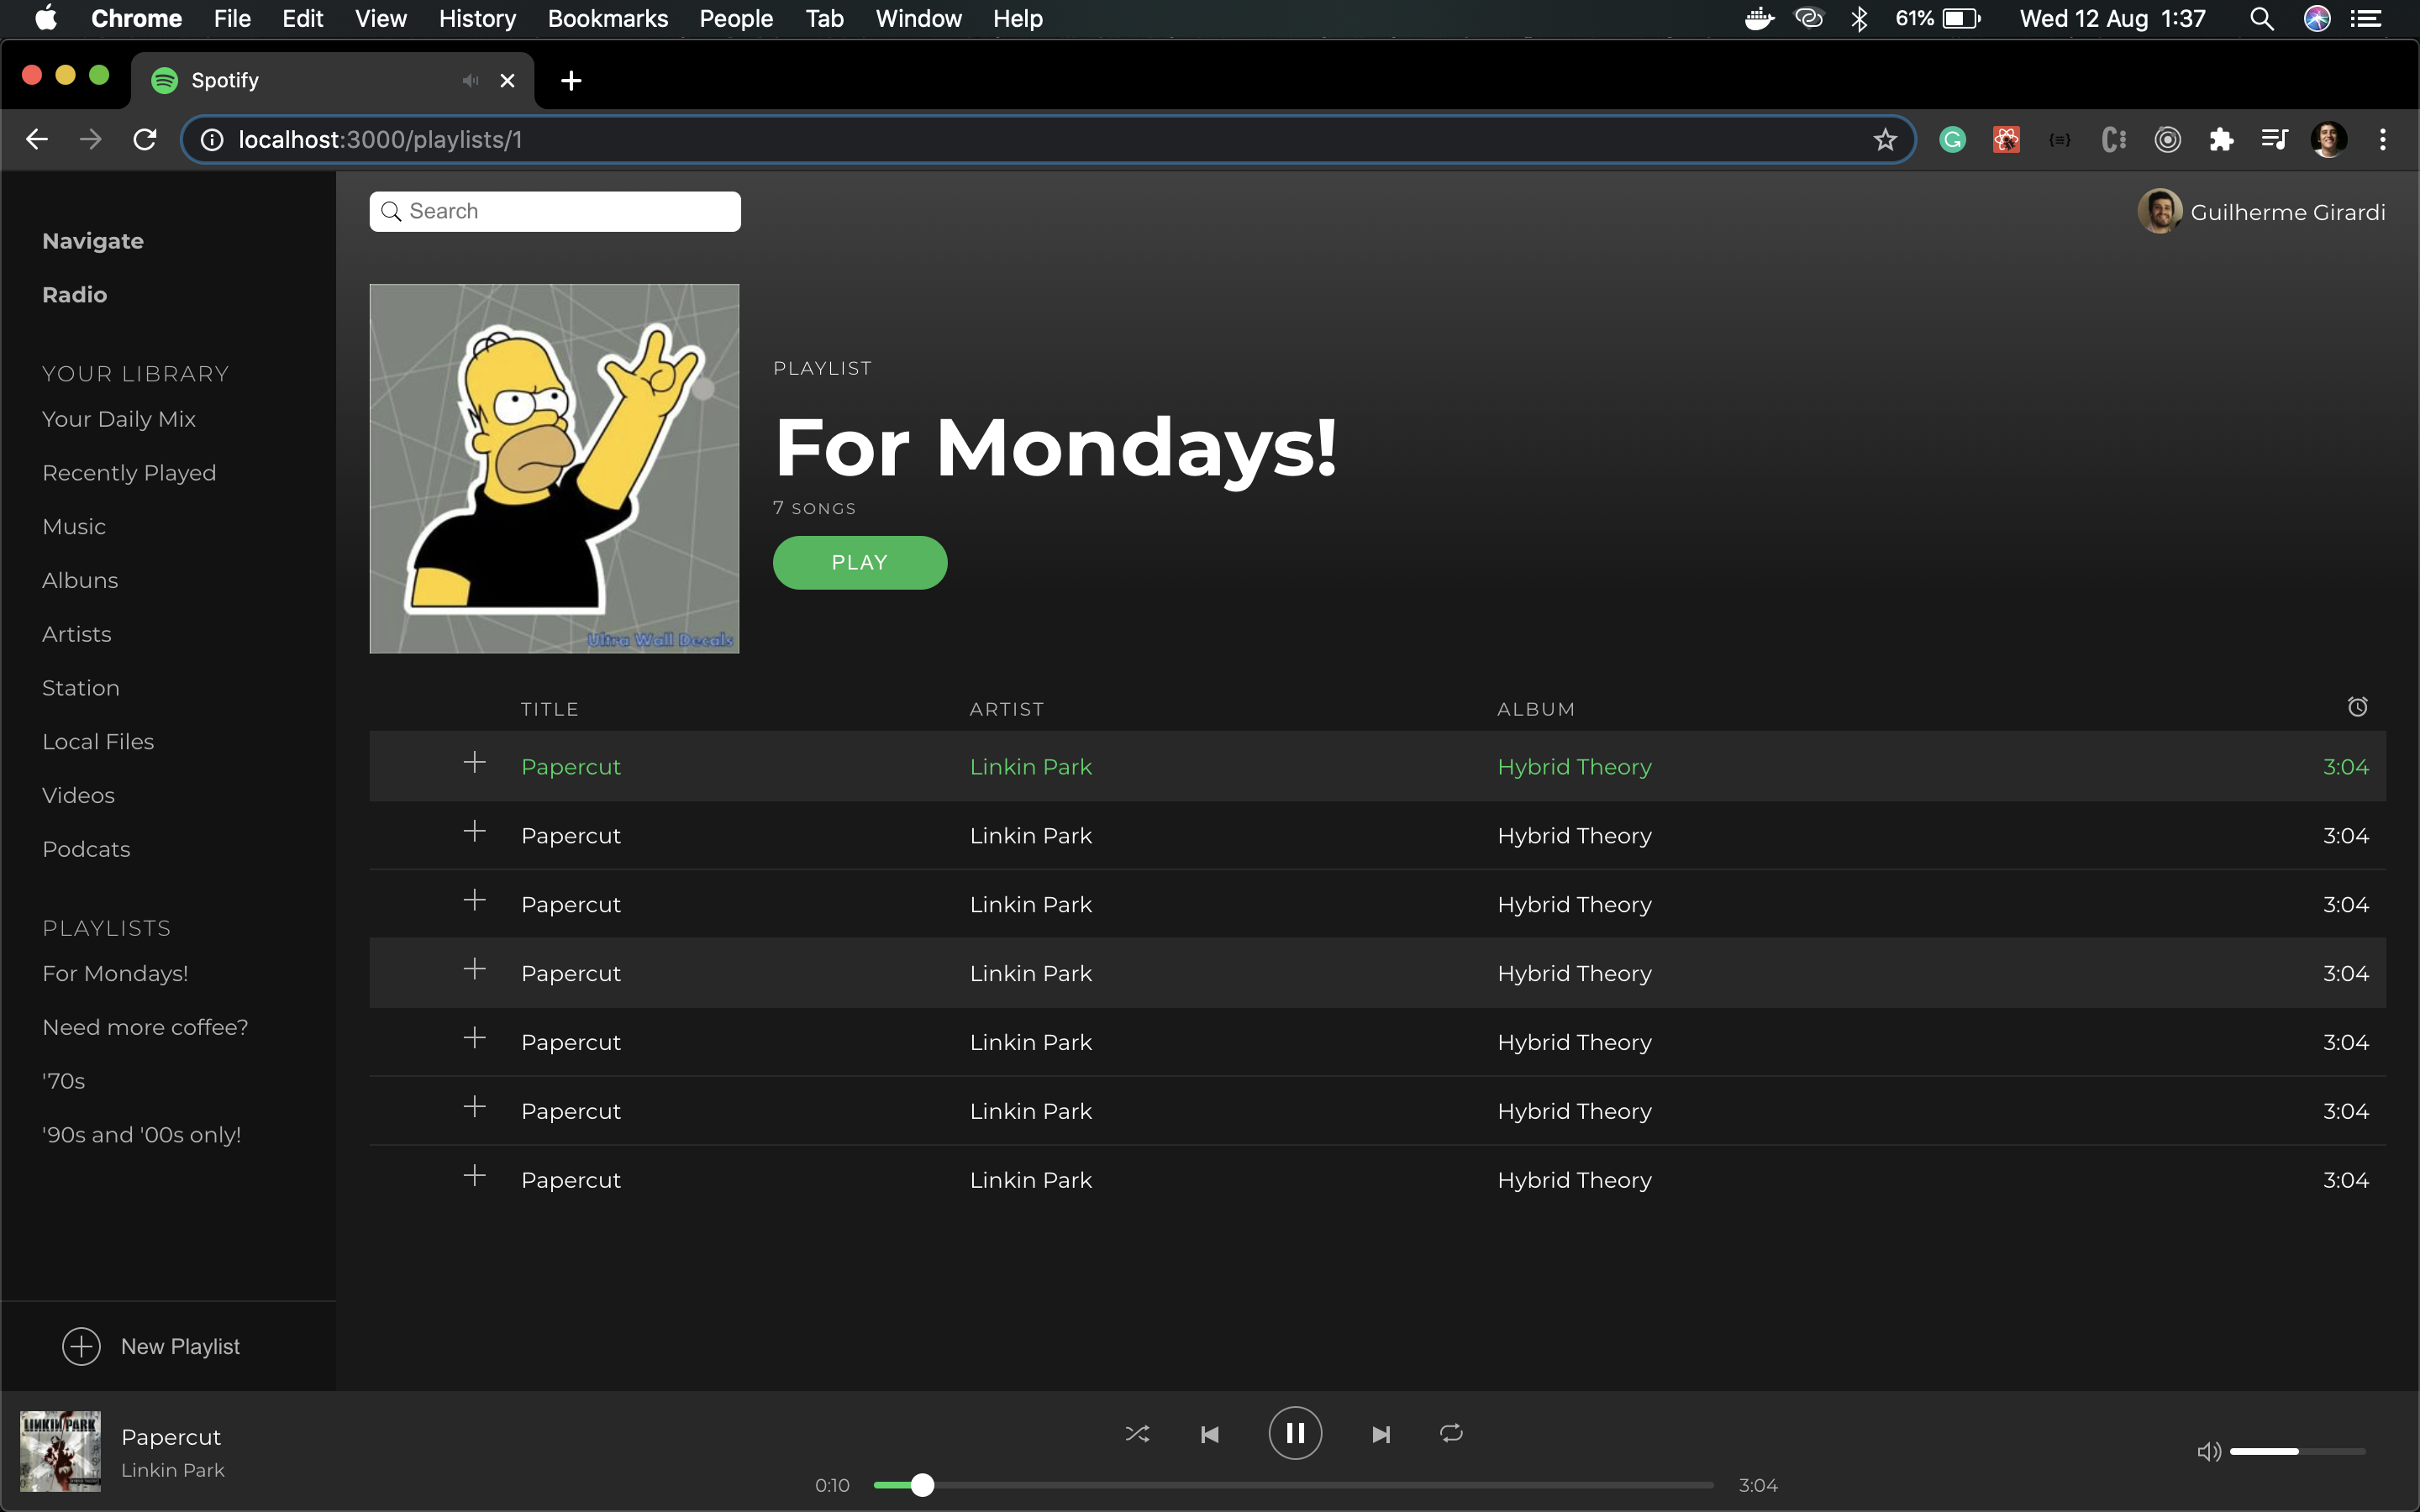 Chrome File Edit View History Bookmarks People Tab Window Help 61% Wed 12 Aug 1:37
Spotify
localhost:3000/playlists/1
Search
Guilherme Girardi
Navigate
Radio
YOUR LIBRARY
Your Daily Mix
Recently Played
Music
Albuns
Artists
Station
Local Files
Videos
Podcats
PLAYLISTS
For Mondays!
Need more coffee?
'70s
'90s and '00s only!
New Playlist
Ultra Wall Decals
PLAYLIST
For Mondays!
7 SONGS
PLAY
TITLE ARTIST ALBUM
Papercut Linkin Park Hybrid Theory 3:04
Papercut Linkin Park Hybrid Theory 3:04
Papercut Linkin Park Hybrid Theory 3:04
Papercut Linkin Park Hybrid Theory 3:04
Papercut Linkin Park Hybrid Theory 3:04
Papercut Linkin Park Hybrid Theory 3:04
Papercut Linkin Park Hybrid Theory 3:04
LINKIN PARK
Papercut
Linkin Park
0:10 3:04